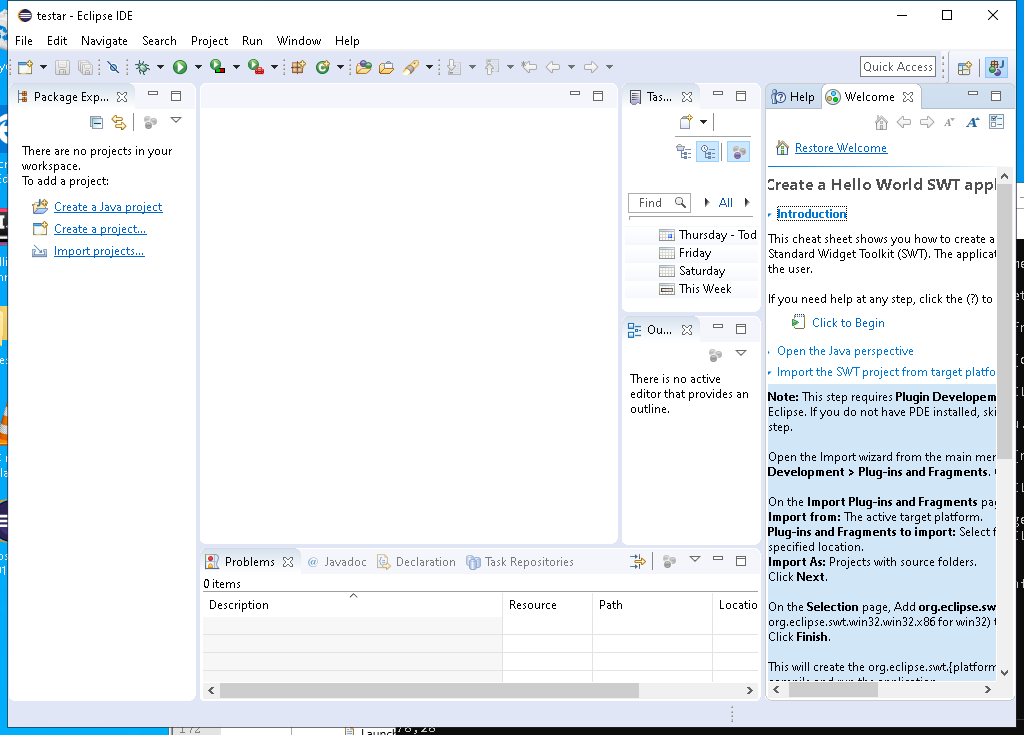 testar - Eclipse IDE
File Edit Navigate Search Project Run Window Help
Quick Access
Package Exp...
There are no projects in your
workspace.
To add a project:
Create a Java project
Create a project...
Import projects...
Tas...
Find
All
Thursday - Tod
Friday
Saturday
This Week
Ou...
There is no active
editor that provides an
outline.
Help Welcome
Restore Welcome
Create a Hello World SWT appl
Introduction
This cheat sheet shows you how to create a
Standard Widget Toolkit (SWT). The applicat
the user.
If you need help at any step, click the (?) to
Click to Begin
Open the Java perspective
Import the SWT project from target platfo
Note: This step requires Plugin Developem
Eclipse. If you do not have PDE installed, ski
step.
Open the Import wizard from the main mer
Development > Plug-ins and Fragments.
On the Import Plug-ins and Fragments pag
Import from: The active target platform.
Plug-ins and Fragments to import: Select f
specified location.
Import As: Projects with source folders.
Click Next.
On the Selection page, Add org.eclipse.sw
org.eclipse.swt.win32.win32.x86 for win32) t
Click Finish.
This will create the org.eclipse.swt.{platform
compile and run the application
Problems Javadoc Declaration Task Repositories
0 items
Description Resource Path Locatio
172
Launch